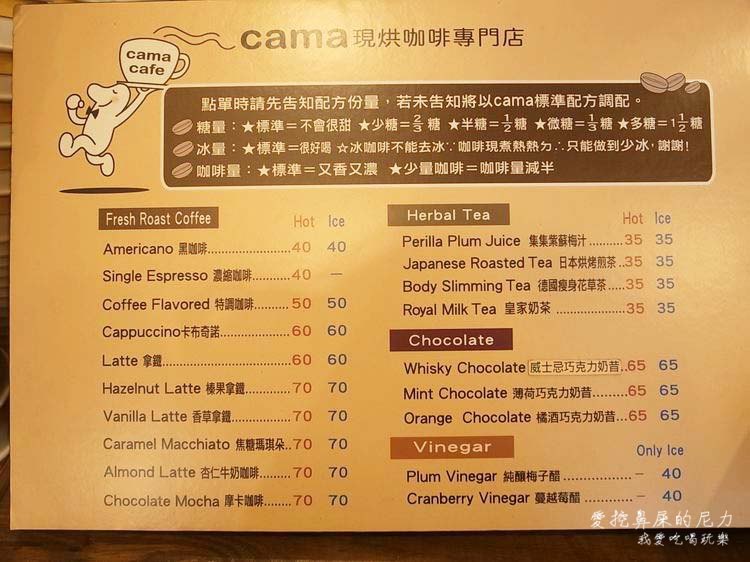 cama cafe
cama 現烘咖啡專門店
點單時請先告知配方份量，若未告知將以cama標準配方調配。
糖量：★標準＝不會很甜 ★少糖＝2/3 糖 ★半糖＝1/2 糖 ★微糖＝1/3 糖 ★多糖＝1 1/2 糖
冰量：★標準＝很好喝 ☆冰咖啡不能去冰∵咖啡現煮熱熱ㄉ∴只能做到少冰，謝謝！
咖啡量：★標準＝又香又濃 ★少量咖啡＝咖啡量減半
Fresh Roast Coffee Hot Ice
Americano 黑咖啡 40 40
Single Espresso 濃縮咖啡 40 －
Coffee Flavored 特調咖啡 50 50
Cappuccino卡布奇諾 60 60
Latte 拿鐵 60 60
Hazelnut Latte 榛果拿鐵 70 70
Vanilla Latte 香草拿鐵 70 70
Caramel Macchiato 焦糖瑪琪朵 70 70
Almond Latte 杏仁牛奶咖啡 70 70
Chocolate Mocha 摩卡咖啡 70 70
Herbal Tea Hot Ice
Perilla Plum Juice 集集紫蘇梅汁 35 35
Japanese Roasted Tea 日本烘烤煎茶 35 35
Body Slimming Tea 德國瘦身花草茶 35 35
Royal Milk Tea 皇家奶茶 35 35
Chocolate
Whisky Chocolate 威士忌巧克力奶昔 65 65
Mint Chocolate 薄荷巧克力奶昔 65 65
Orange Chocolate 橘酒巧克力奶昔 65 65
Vinegar Only Ice
Plum Vinegar 純釀梅子醋 － 40
Cranberry Vinegar 蔓越莓醋 － 40
愛挖鼻屎的尼力
我愛吃喝玩樂